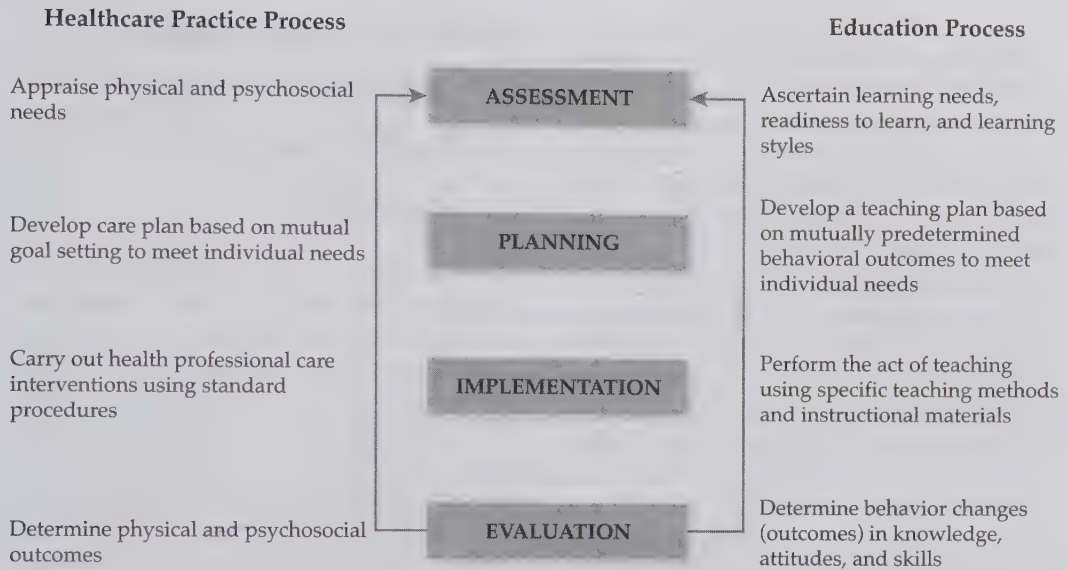 Healthcare Practice Process
Education Process
Appraise physical and psychosocial
needs
ASSESSMENT
Ascertain learning needs,
readiness to learn, and learning
styles
Develop care plan based on mutual
goal setting to meet individual needs
PLANNING
Develop a teaching plan based
on mutually predetermined
behavioral outcomes to meet
individual needs
Carry out health professional care
interventions using standard
procedures
IMPLEMENTATION
Perform the act of teaching
using specific teaching methods
and instructional materials
Determine physical and psychosocial
outcomes
EVALUATION
Determine behavior changes
(outcomes) in knowledge,
attitudes, and skills